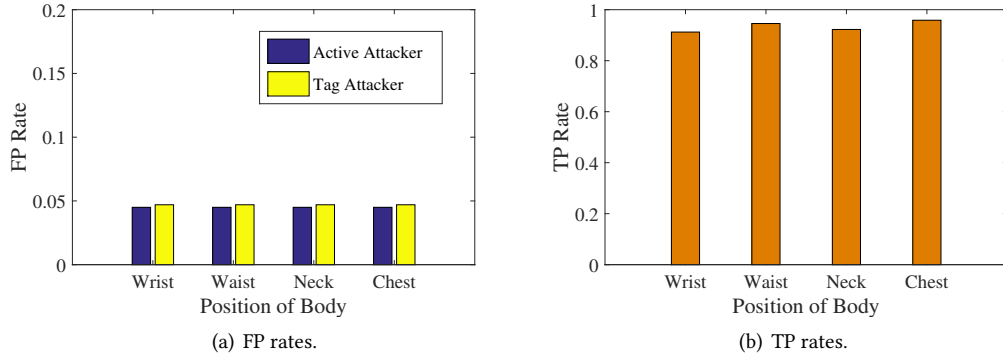 0.2
0.15
0.1
0.05
0
FP Rate
Active Attacker
Tag Attacker
Wrist Waist Neck Chest
Position of Body
(a) FP rates.
1
0.8
0.6
0.4
0.2
0
TP Rate
Wrist Waist Neck Chest
Position of Body
(b) TP rates.